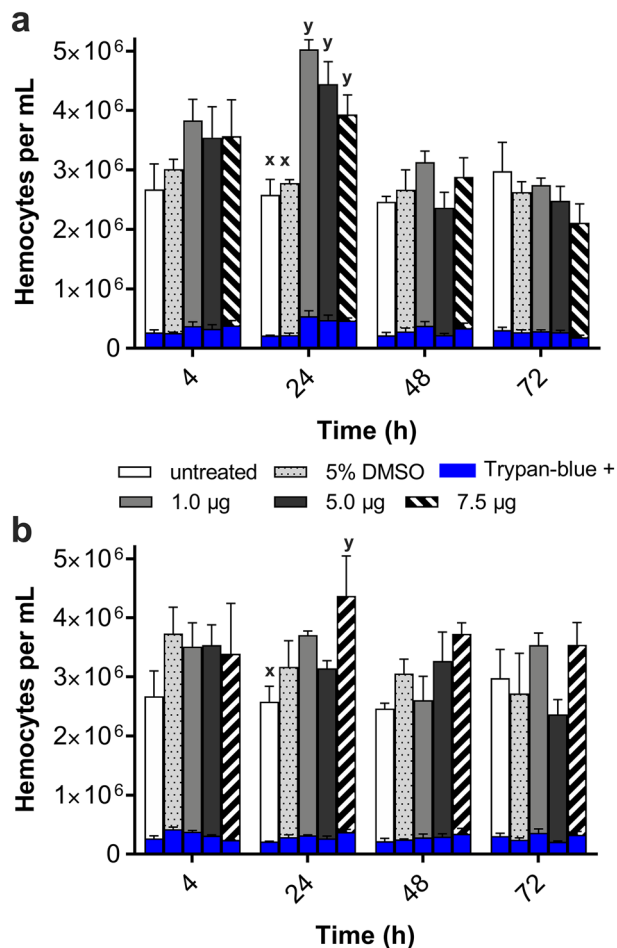 a
Hemocytes per mL
5×10⁶
4×10⁶
3×10⁶
2×10⁶
1×10⁶
0
y
y
y
x x
4 24 48 72
Time (h)
untreated 5% DMSO Trypan-blue +
1.0 µg 5.0 µg 7.5 µg
b
Hemocytes per mL
5×10⁶
4×10⁶
3×10⁶
2×10⁶
1×10⁶
0
y
x
4 24 48 72
Time (h)